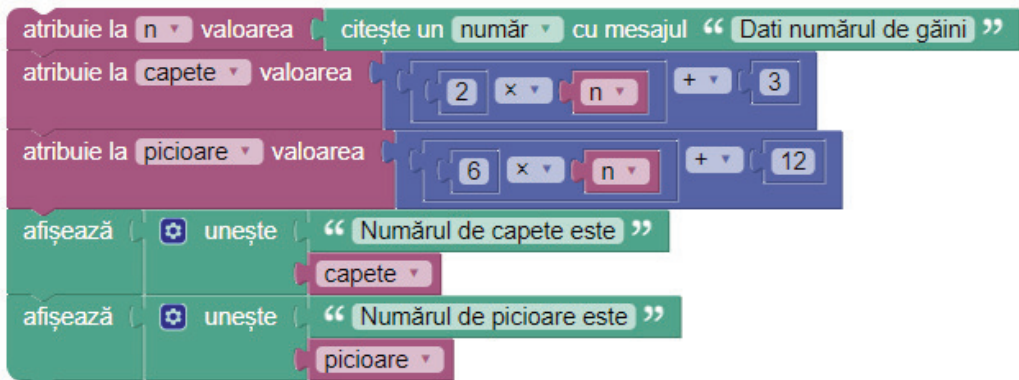 atribuie la n valoarea citește un număr cu mesajul “ Dati numărul de găini ”
atribuie la capete valoarea 2 × n + 3
atribuie la picioare valoarea 6 × n + 12
afișează unește “ Numărul de capete este ”
capete
afișează unește “ Numărul de picioare este ”
picioare